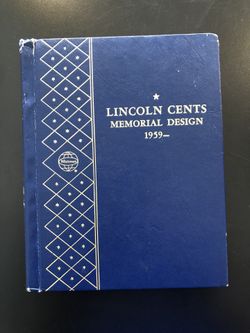 LINCOLN CENTS
MEMORIAL DESIGN
1959—